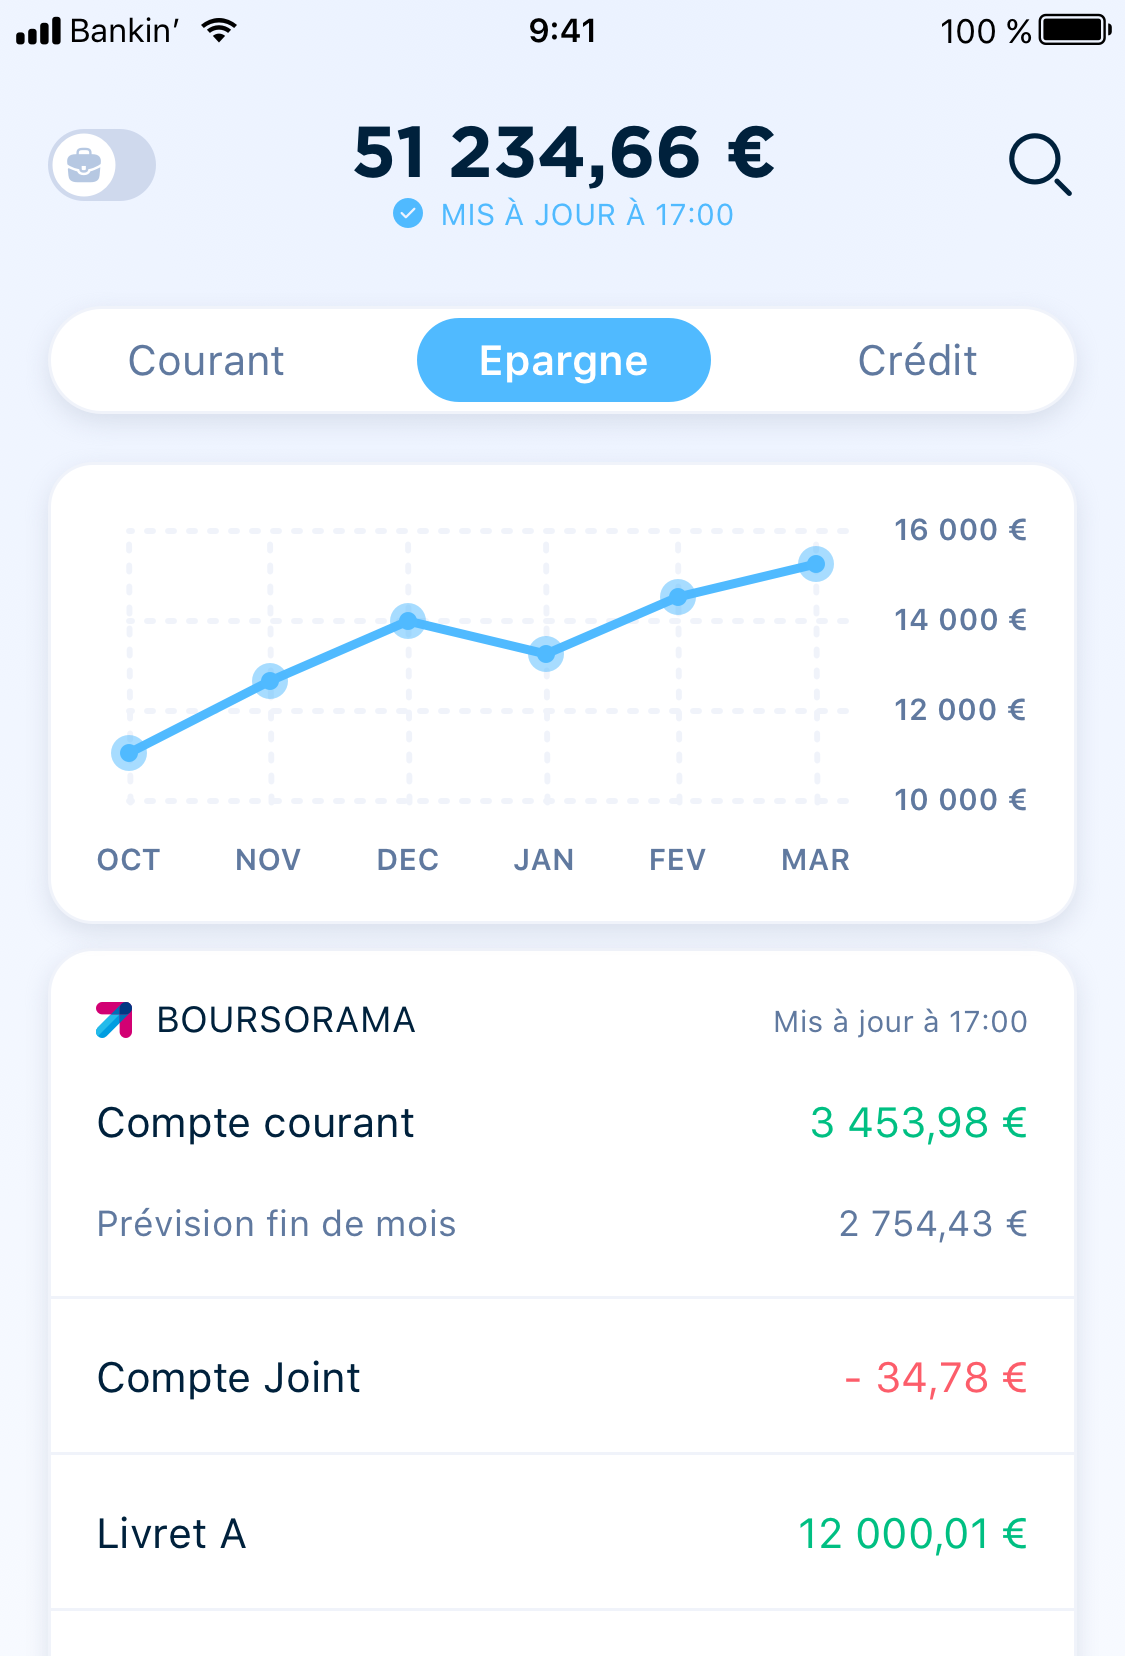 Bankin’ 9:41 100 %
51 234,66 €
MIS À JOUR À 17:00
Courant Epargne Crédit
16 000 €
14 000 €
12 000 €
10 000 €
OCT NOV DEC JAN FEV MAR
BOURSORAMA Mis à jour à 17:00
Compte courant 3 453,98 €
Prévision fin de mois 2 754,43 €
Compte Joint - 34,78 €
Livret A 12 000,01 €